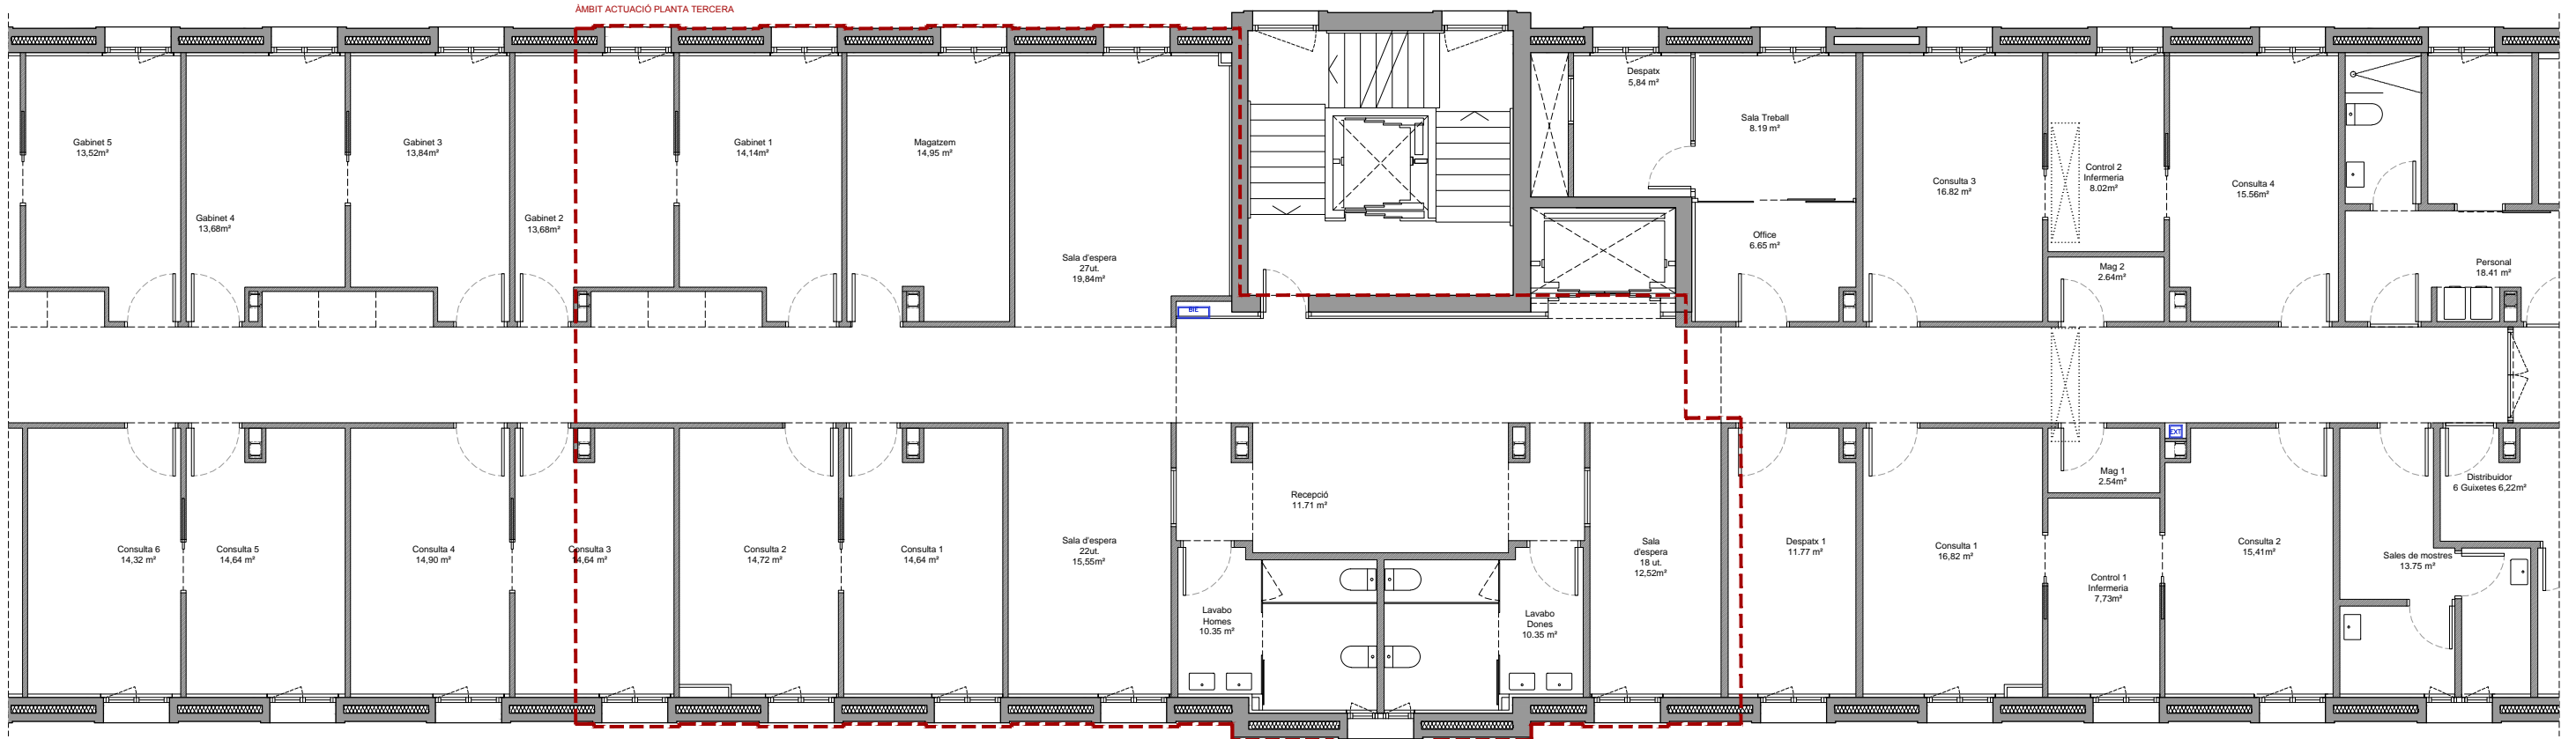 ÀMBIT ACTUACIÓ PLANTA TERCERA
Gabinet 5
13,52m²
Gabinet 4
13,68m²
Gabinet 3
13,84m²
Gabinet 2
13,68m²
Gabinet 1
14,14m²
Magatzem
14,95 m²
Sala d'espera
27ut.
19,84m²
BIE
Despatx
5,84 m²
Sala Treball
8.19 m²
Office
6.65 m²
Consulta 3
16.82 m²
Control 2
Infermeria
8.02m²
Mag 2
2.64m²
Consulta 4
15.56m²
Personal
18.41 m²
Consulta 6
14,32 m²
Consulta 5
14,64 m²
Consulta 4
14,90 m²
Consulta 3
14,64 m²
Consulta 2
14,72 m²
Consulta 1
14,64 m²
Sala d'espera
22ut.
15,55m²
Recepció
11.71 m²
Lavabo
Homes
10.35 m²
Lavabo
Dones
10.35 m²
Sala
d'espera
18 ut.
12,52m²
Despatx 1
11.77 m²
Consulta 1
16,82 m²
Mag 1
2.54m²
Control 1
Infermeria
7,73m²
EXT
Consulta 2
15,41m²
Sales de mostres
13.75 m²
Distribuidor
6 Guixetes 6,22m²